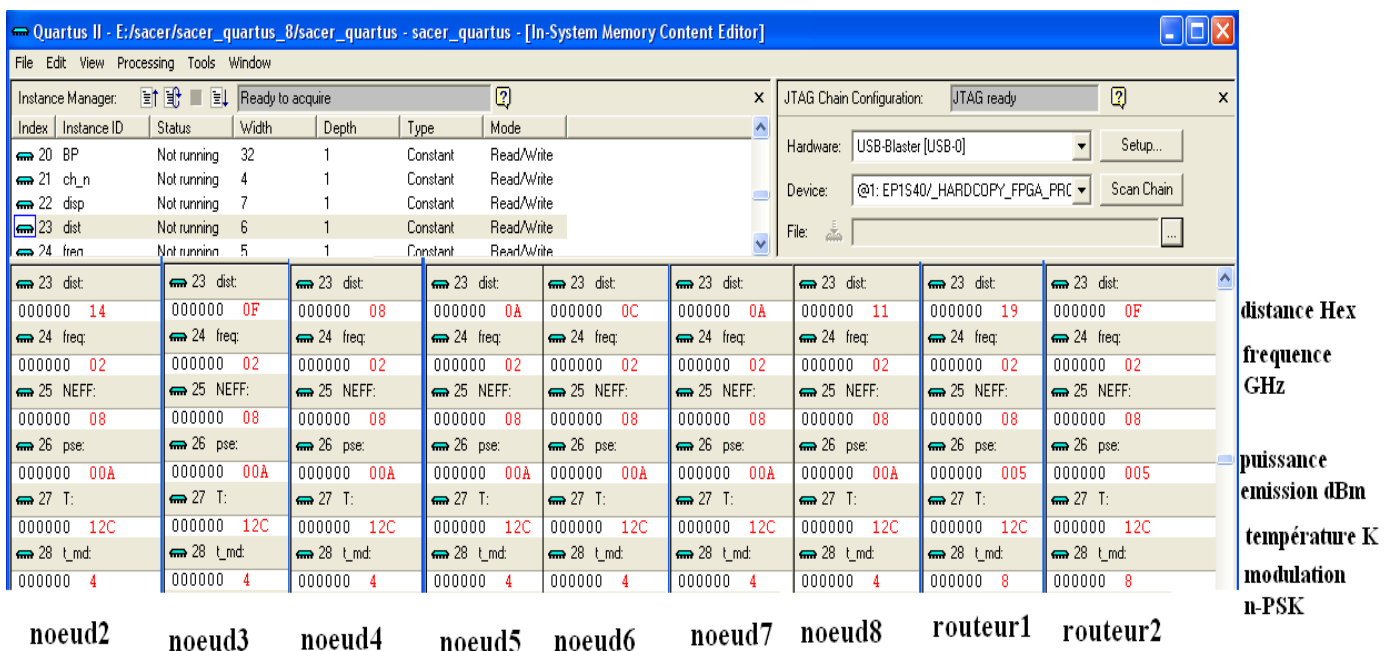 Quartus II - E:/sacer/sacer_quartus_8/sacer_quartus - sacer_quartus - [In-System Memory Content Editor]
File Edit View Processing Tools Window
Instance Manager: Ready to acquire x JTAG Chain Configuration: JTAG ready x
Index Instance ID Status Width Depth Type Mode
20 BP Not running 32 1 Constant Read/Write
21 ch_n Not running 4 1 Constant Read/Write
22 disp Not running 7 1 Constant Read/Write
23 dist Not running 6 1 Constant Read/Write
24 freq Not running 5 1 Constant Read/Write
Hardware: USB-Blaster [USB-0] Setup...
Device: @1: EP1S40/_HARDCOPY_FPGA_PRC Scan Chain
File: ...
23 dist: 23 dist: 23 dist: 23 dist: 23 dist: 23 dist: 23 dist: 23 dist: 23 dist:
000000 14 000000 0F 000000 08 000000 0A 000000 0C 000000 0A 000000 11 000000 19 000000 0F distance Hex
24 freq: 24 freq: 24 freq: 24 freq: 24 freq: 24 freq: 24 freq: 24 freq: 24 freq:
000000 02 000000 02 000000 02 000000 02 000000 02 000000 02 000000 02 000000 02 000000 02
frequence
GHz
25 NEFF: 25 NEFF: 25 NEFF: 25 NEFF: 25 NEFF: 25 NEFF: 25 NEFF: 25 NEFF: 25 NEFF:
000000 08 000000 08 000000 08 000000 08 000000 08 000000 08 000000 08 000000 08 000000 08
26 pse: 26 pse: 26 pse: 26 pse: 26 pse: 26 pse: 26 pse: 26 pse: 26 pse:
000000 00A 000000 00A 000000 00A 000000 00A 000000 00A 000000 00A 000000 00A 000000 005 000000 005
puissance
emission dBm
27 T: 27 T: 27 T: 27 T: 27 T: 27 T: 27 T: 27 T: 27 T:
000000 12C 000000 12C 000000 12C 000000 12C 000000 12C 000000 12C 000000 12C 000000 12C 000000 12C
température K
28 t_md: 28 t_md: 28 t_md: 28 t_md: 28 t_md: 28 t_md: 28 t_md: 28 t_md: 28 t_md:
000000 4 000000 4 000000 4 000000 4 000000 4 000000 4 000000 4 000000 8 000000 8
modulation
n-PSK
noeud2 noeud3 noeud4 noeud5 noeud6 noeud7 noeud8 routeur1 routeur2